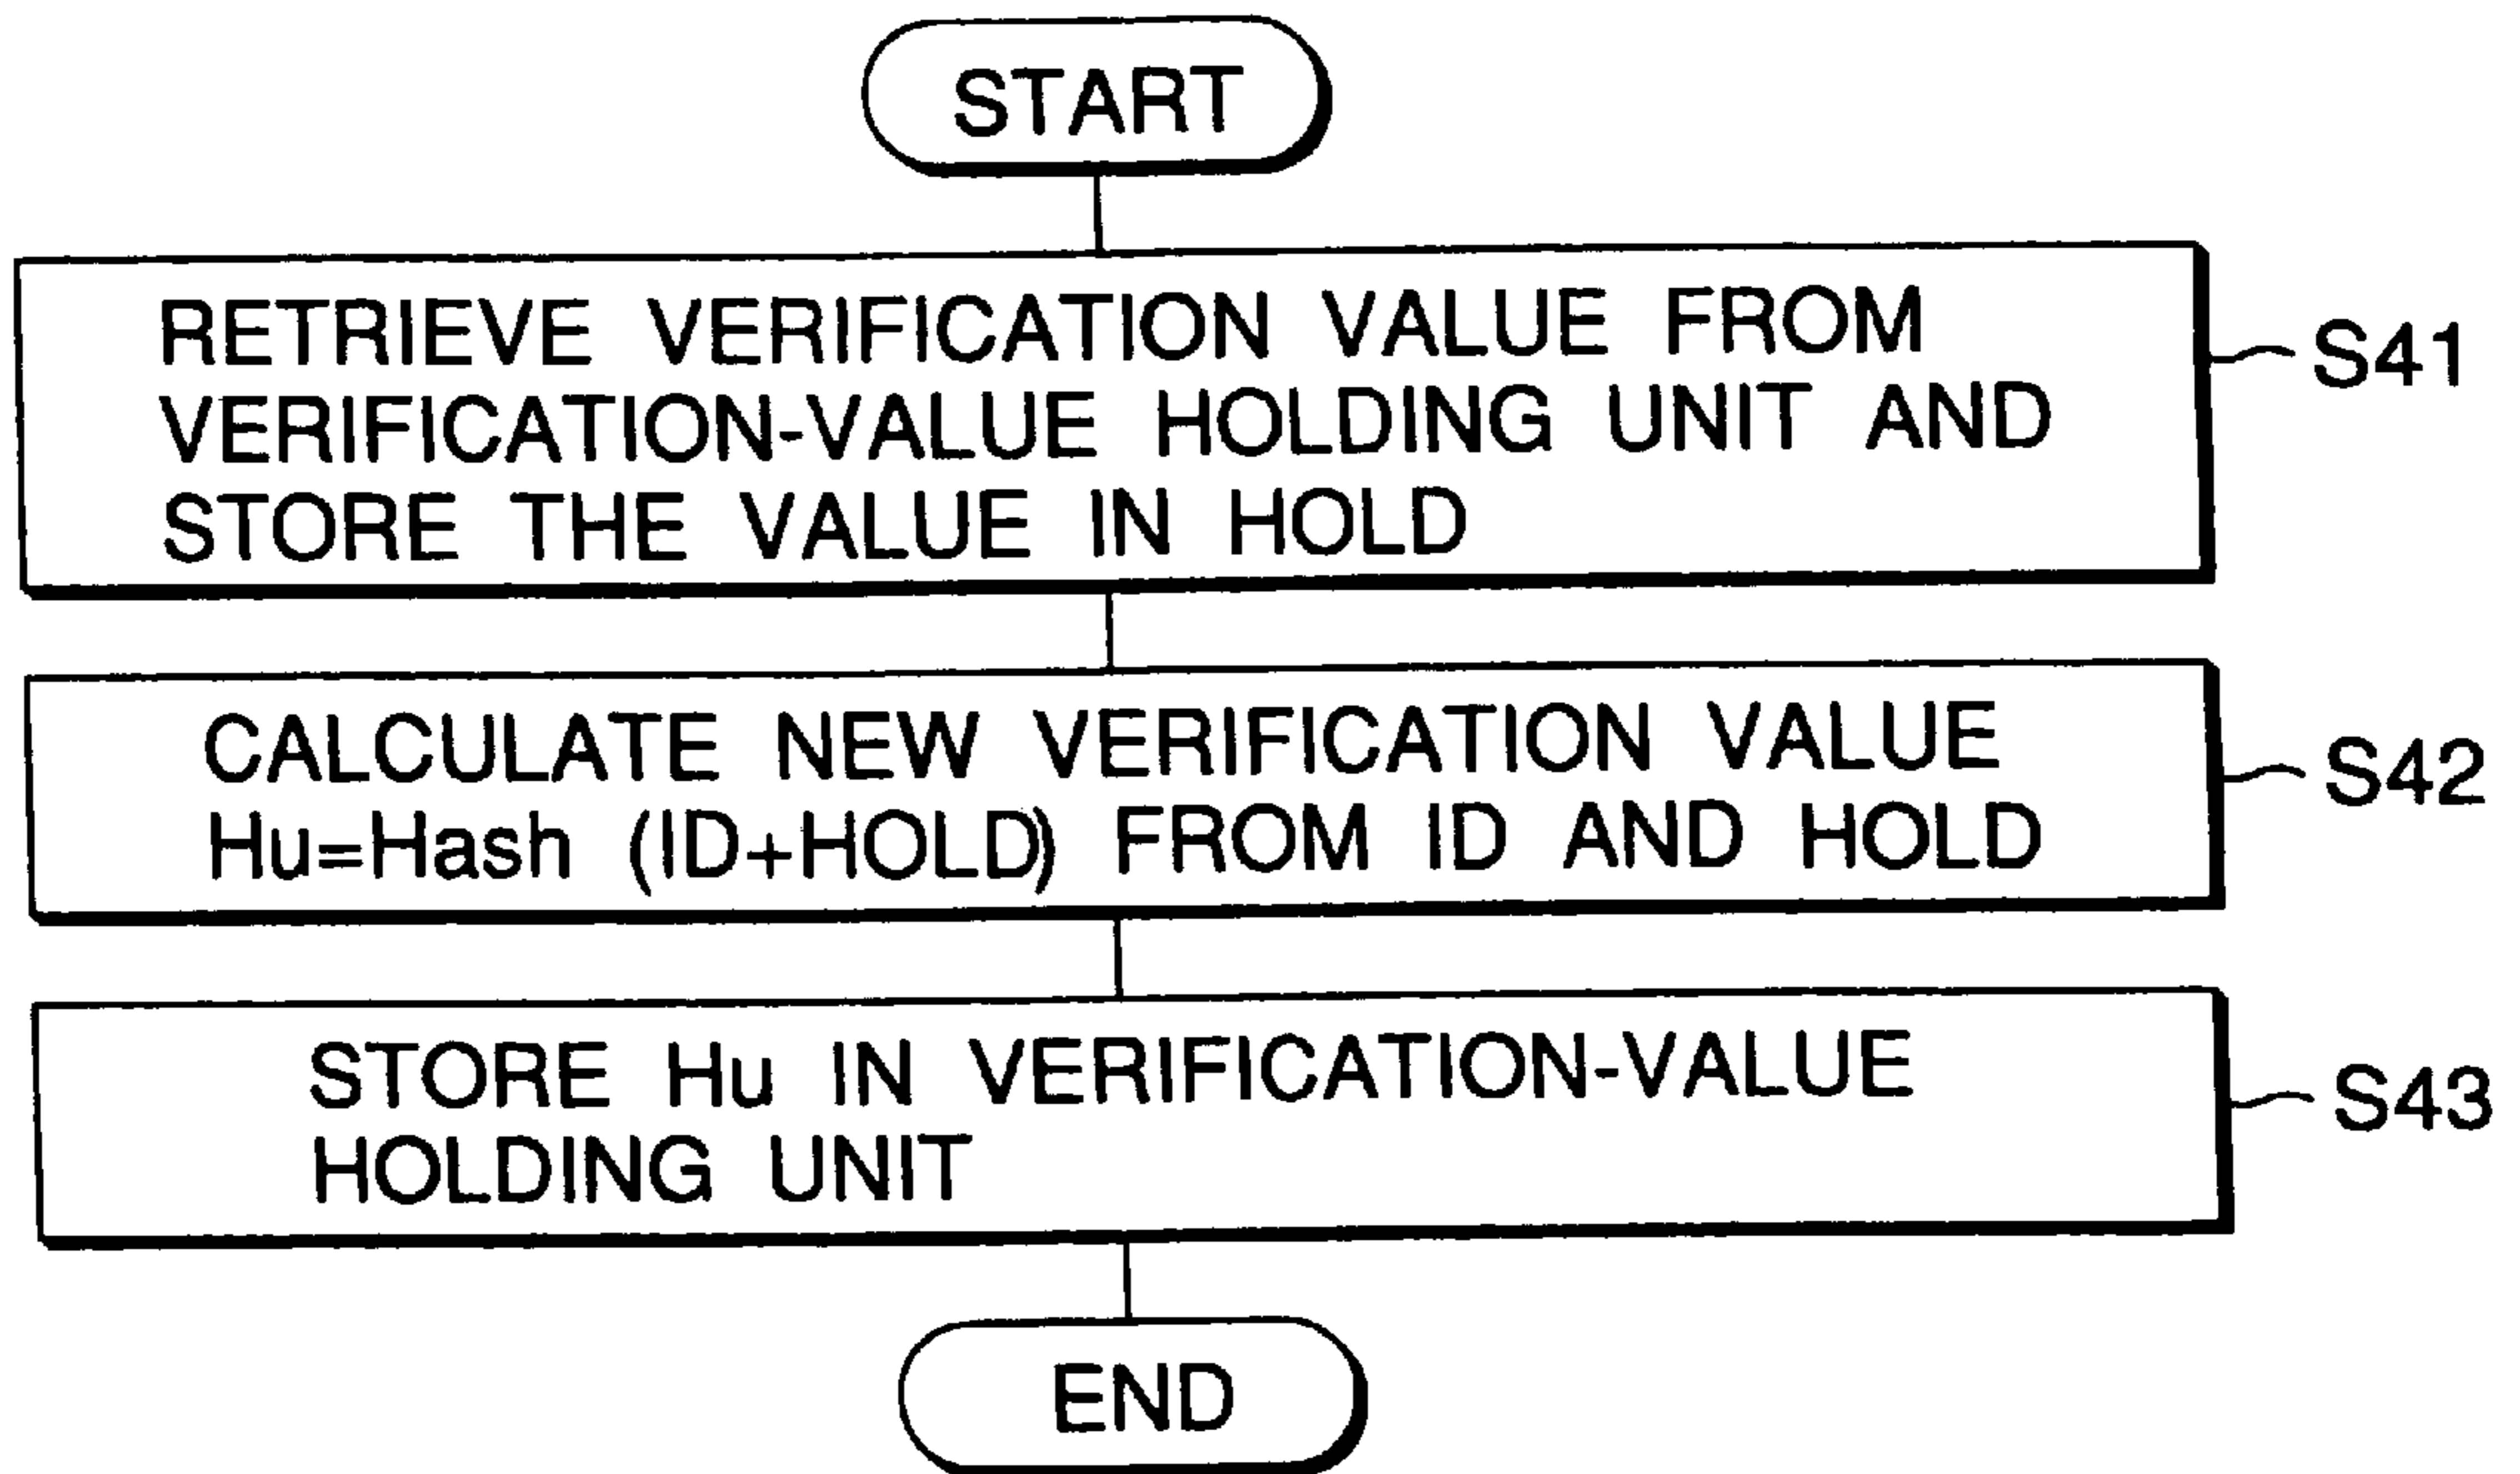 START
RETRIEVE VERIFICATION VALUE FROM
VERIFICATION-VALUE HOLDING UNIT AND
STORE THE VALUE IN HOLD
S41
CALCULATE NEW VERIFICATION VALUE
Hu=Hash (ID+HOLD) FROM ID AND HOLD
S42
STORE Hu IN VERIFICATION-VALUE
HOLDING UNIT
S43
END